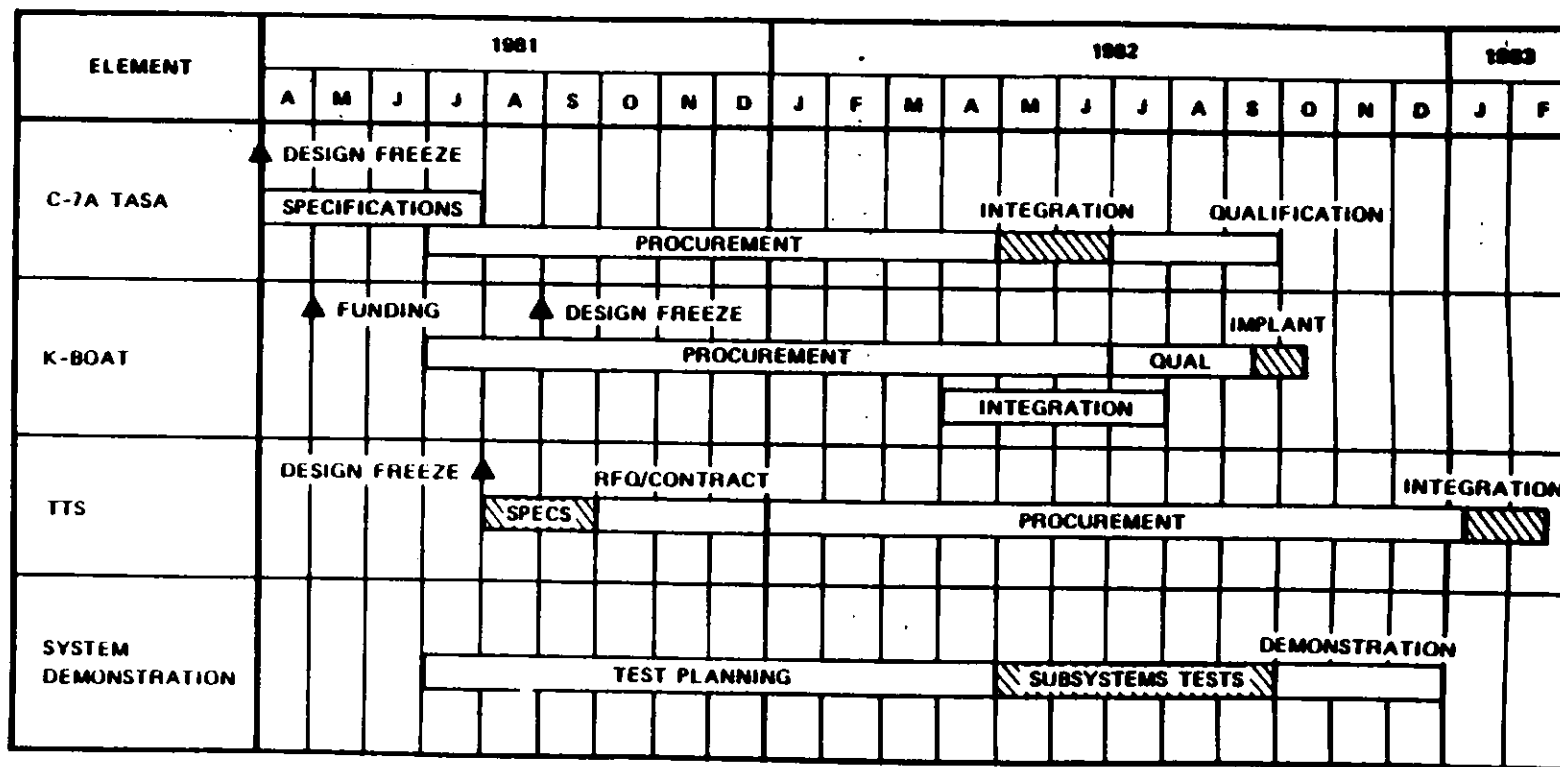 ELEMENT
1981
1982
1983
A M J J A S O N D J F M A M J J A S O N D J F
C-7A TASA
DESIGN FREEZE
SPECIFICATIONS
INTEGRATION
QUALIFICATION
PROCUREMENT
K-BOAT
FUNDING
DESIGN FREEZE
IMPLANT
PROCUREMENT
QUAL
INTEGRATION
TTS
DESIGN FREEZE
RFQ/CONTRACT
INTEGRATION
SPECS
PROCUREMENT
SYSTEM
DEMONSTRATION
DEMONSTRATION
TEST PLANNING
SUBSYSTEMS TESTS